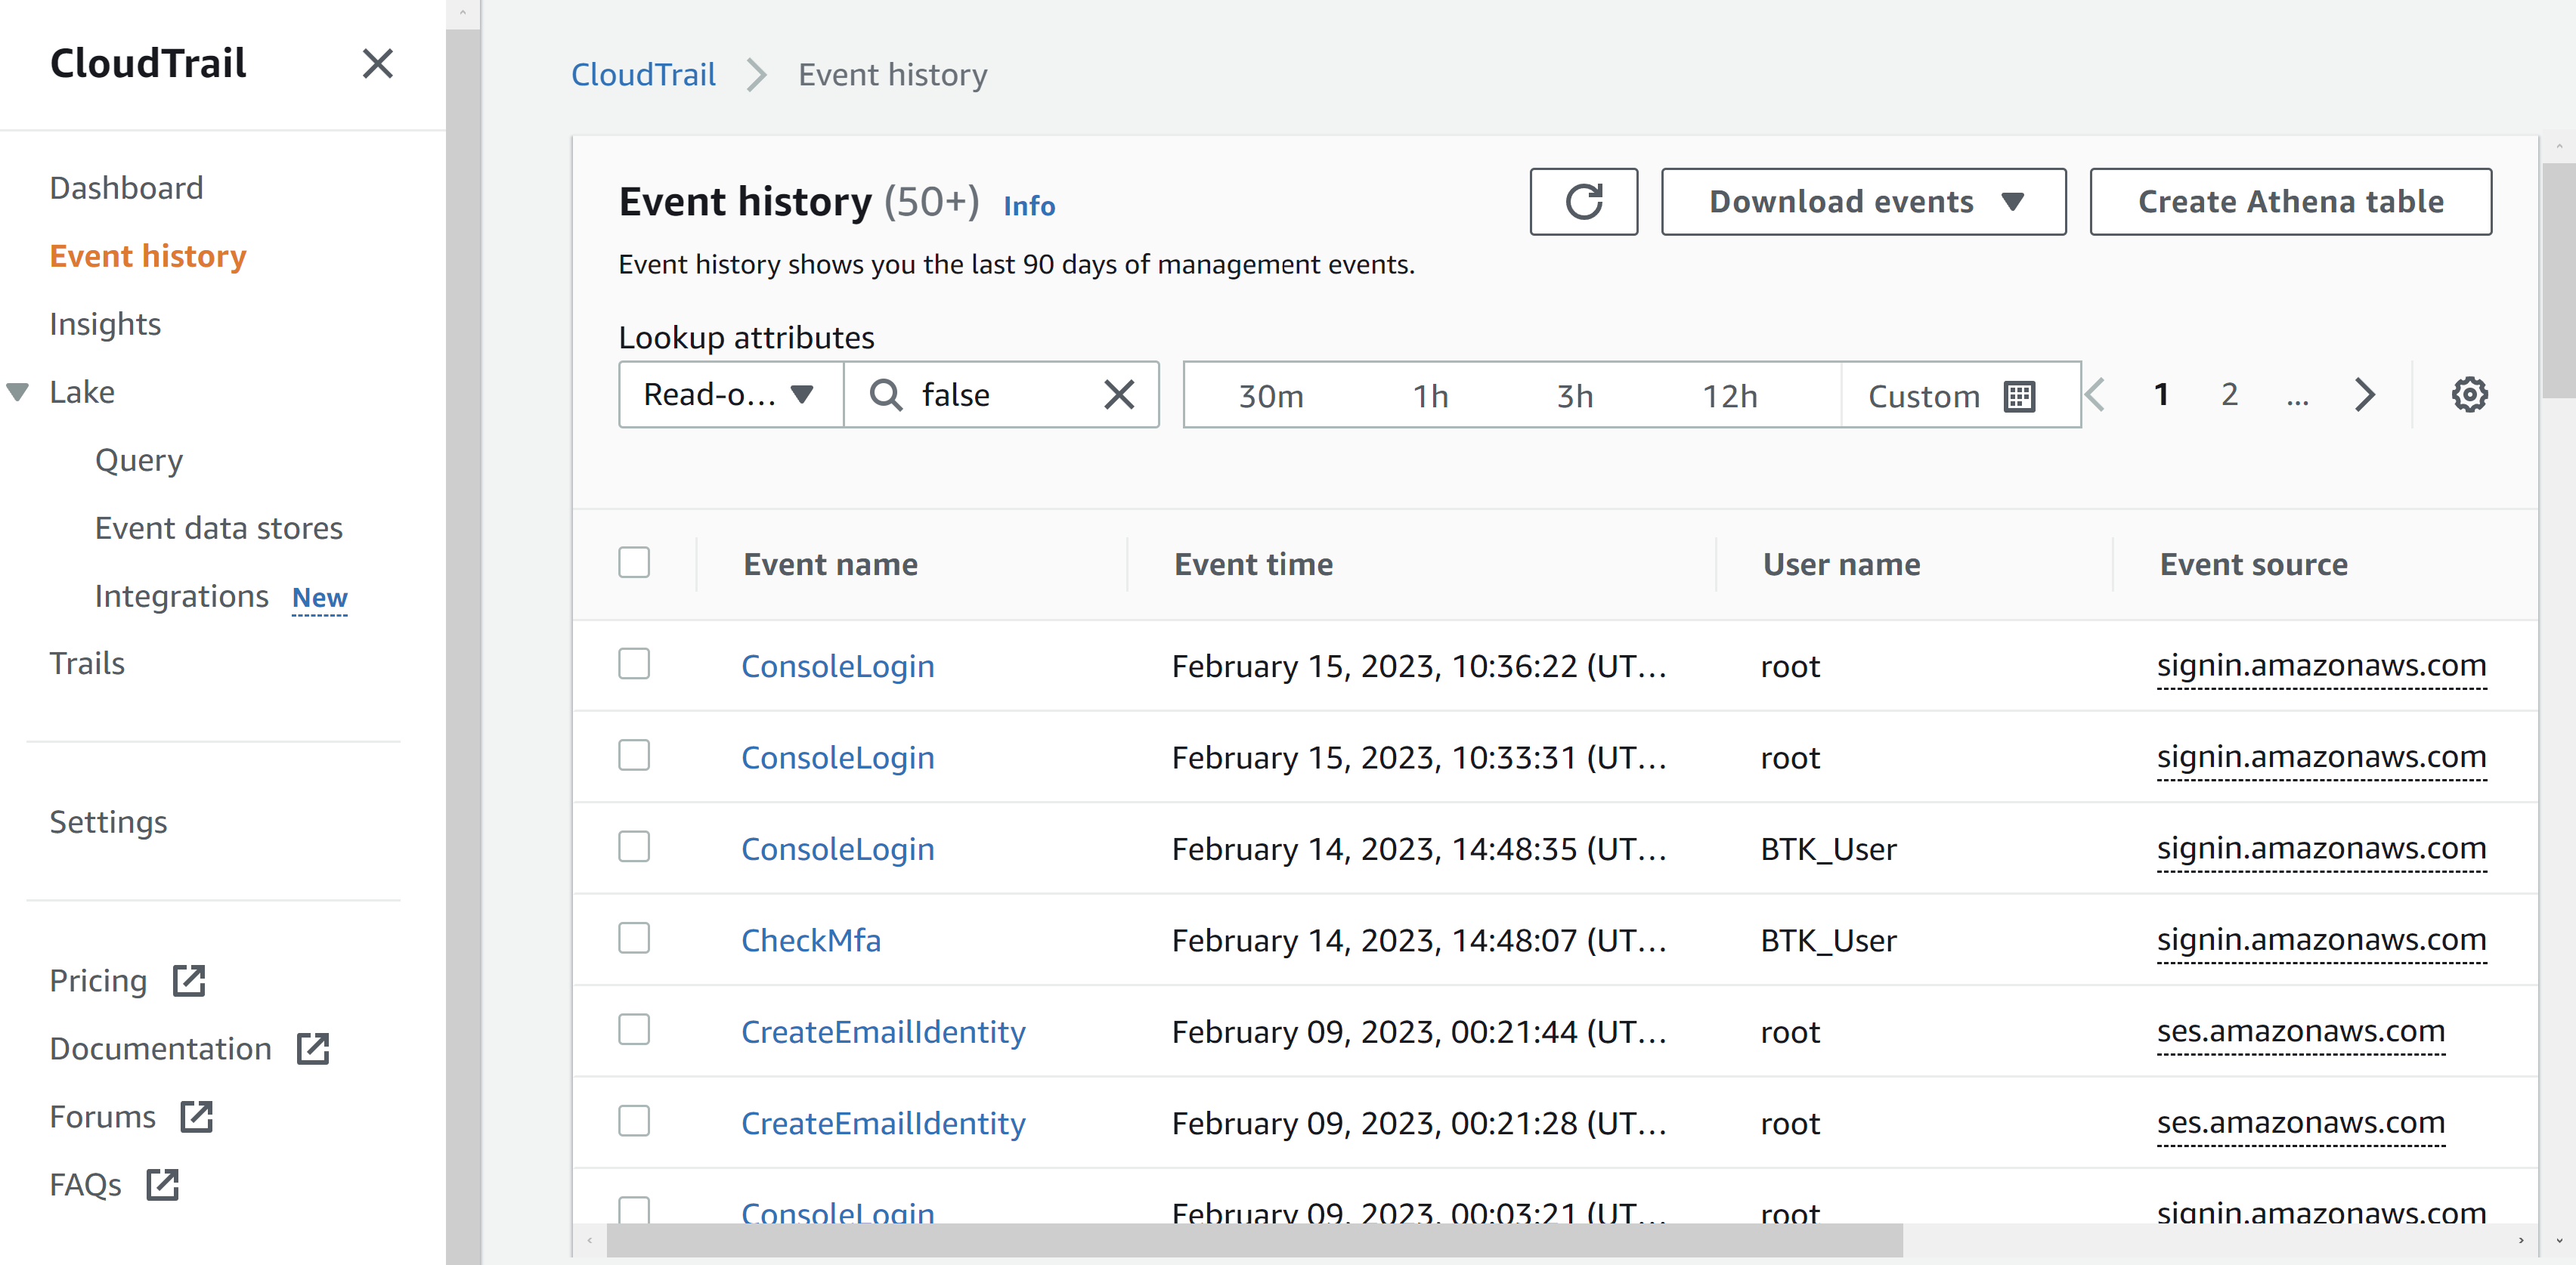 CloudTrail
Dashboard
Event history
Insights
Lake
Query
Event data stores
Integrations New
Trails
Settings
Pricing
Documentation
Forums
FAQs
CloudTrail Event history
Event history (50+) Info
Download events
Create Athena table
Event history shows you the last 90 days of management events.
Lookup attributes
Read-o... false 30m 1h 3h 12h Custom 1 2 ...
Event name Event time User name Event source
ConsoleLogin February 15, 2023, 10:36:22 (UT... root signin.amazonaws.com
ConsoleLogin February 15, 2023, 10:33:31 (UT... root signin.amazonaws.com
ConsoleLogin February 14, 2023, 14:48:35 (UT... BTK_User signin.amazonaws.com
CheckMfa February 14, 2023, 14:48:07 (UT... BTK_User signin.amazonaws.com
CreateEmailIdentity February 09, 2023, 00:21:44 (UT... root ses.amazonaws.com
CreateEmailIdentity February 09, 2023, 00:21:28 (UT... root ses.amazonaws.com
ConsoleLogin February 09, 2023, 00:03:21 (UT... root signin.amazonaws.com